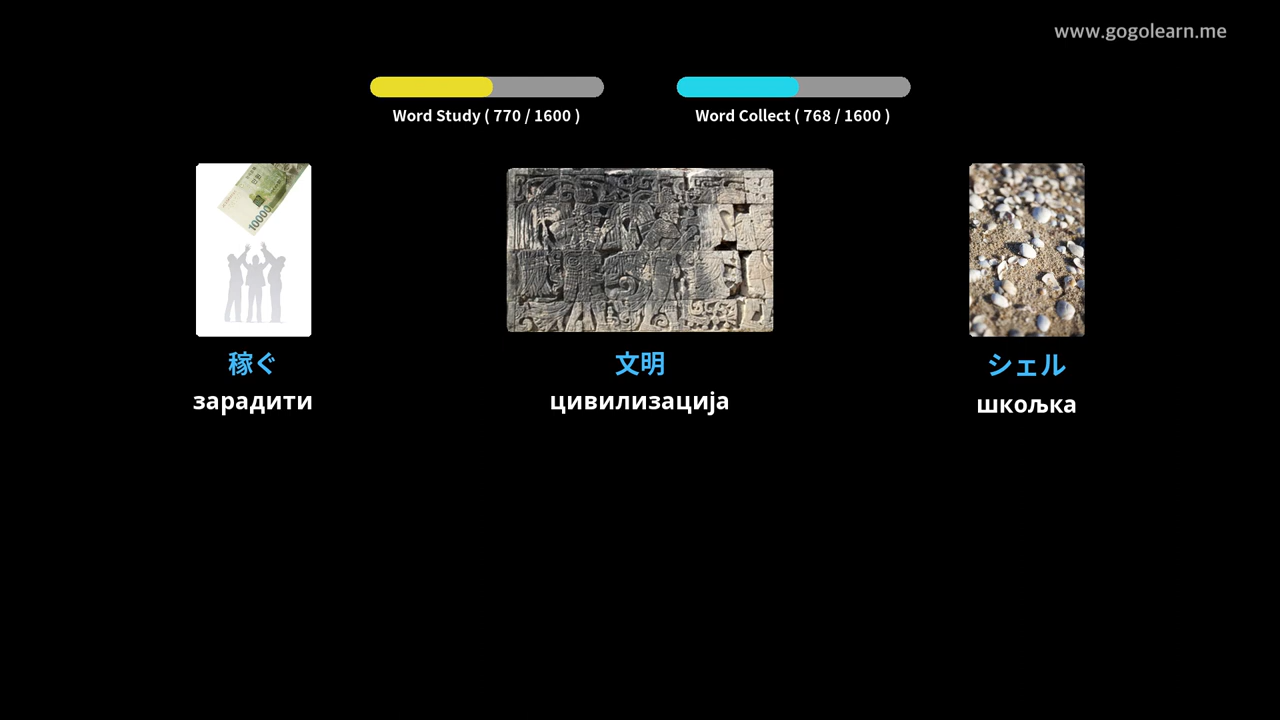 www.gogolearn.me
Word Study ( 770 / 1600 )
Word Collect ( 768 / 1600 )
10000
稼ぐ
зарадити
文明
цивилизација
シェル
шкољка